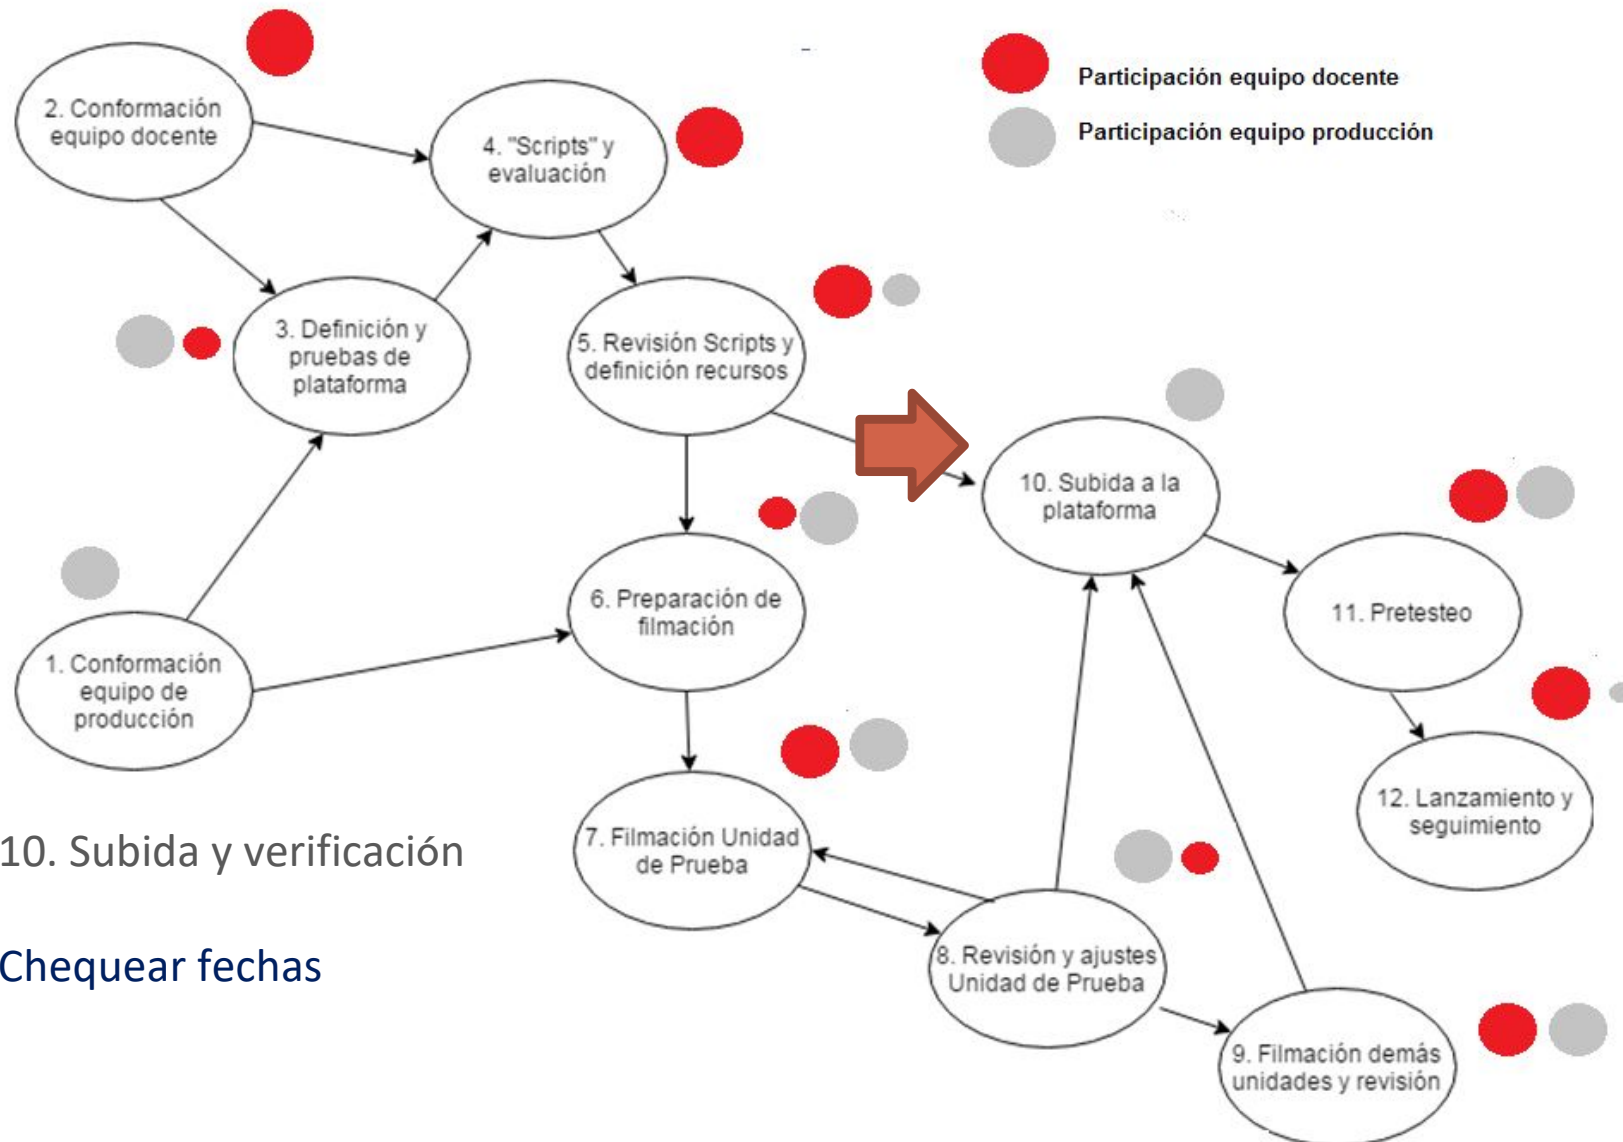 Participación equipo docente
Participación equipo producción
2. Conformación
equipo docente
4. "Scripts" y
evaluación
3. Definición y
pruebas de
plataforma
5. Revisión Scripts y
definición recursos
10. Subida a la
plataforma
6. Preparación de
filmación
11. Pretesteo
1. Conformación
equipo de
producción
12. Lanzamiento y
seguimiento
7. Filmación Unidad
de Prueba
8. Revisión y ajustes
Unidad de Prueba
9. Filmación demás
unidades y revisión
10. Subida y verificación
Chequear fechas